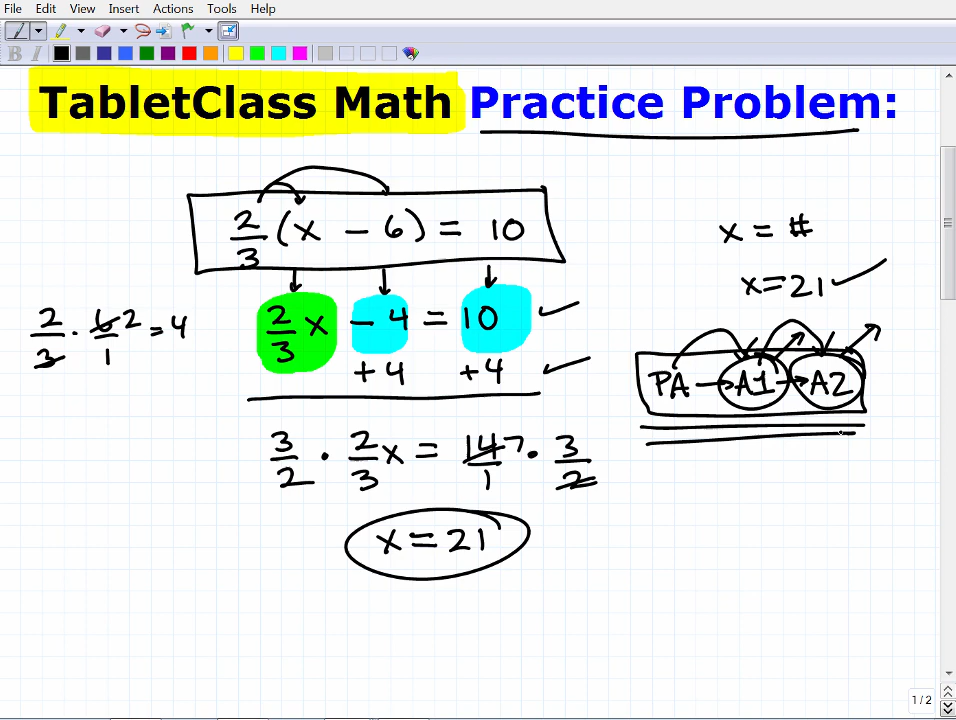 File Edit View Insert Actions Tools Help
B I
TabletClass Math Practice Problem:
2/3 (x - 6) = 10
x = #
x = 21 ✓
2/3 x - 4 = 10 ✓
2/3 · 6/1 2 = 4
+4 +4 ✓
PA → A1 → A2
3/2 · 2/3 x = 14/1 7 · 3/2
x = 21
1 / 2